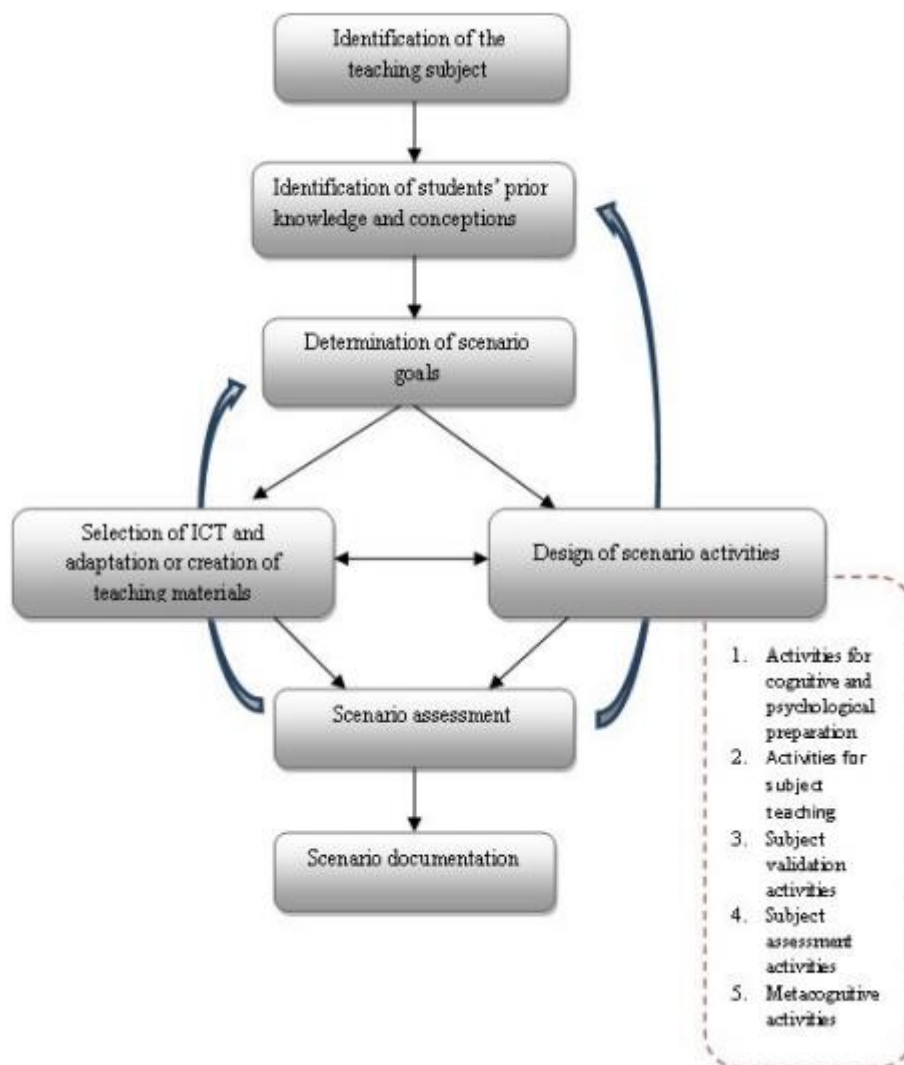 Identification of the
teaching subject
Identification of students' prior
knowledge and conceptions
Determination of scenario
goals
Selection of ICT and
adaptation or creation of
teaching materials
Design of scenario activities
1. Activities for
cognitive and
psychological
preparation
2. Activities for
subject
teaching
3. Subject
validation
activities
4. Subject
assessment
activities
5. Metacognitive
activities
Scenario assessment
Scenario documentation